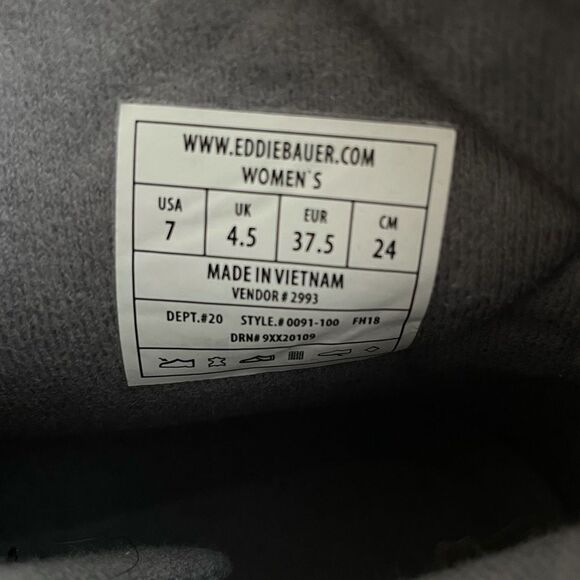 WWW.EDDIEBAUER.COM
WOMEN`S
USA UK EUR CM
7 4.5 37.5 24
MADE IN VIETNAM
VENDOR # 2993
DEPT.#20 STYLE.# 0091-100 FH18
DRN# 9XX20109